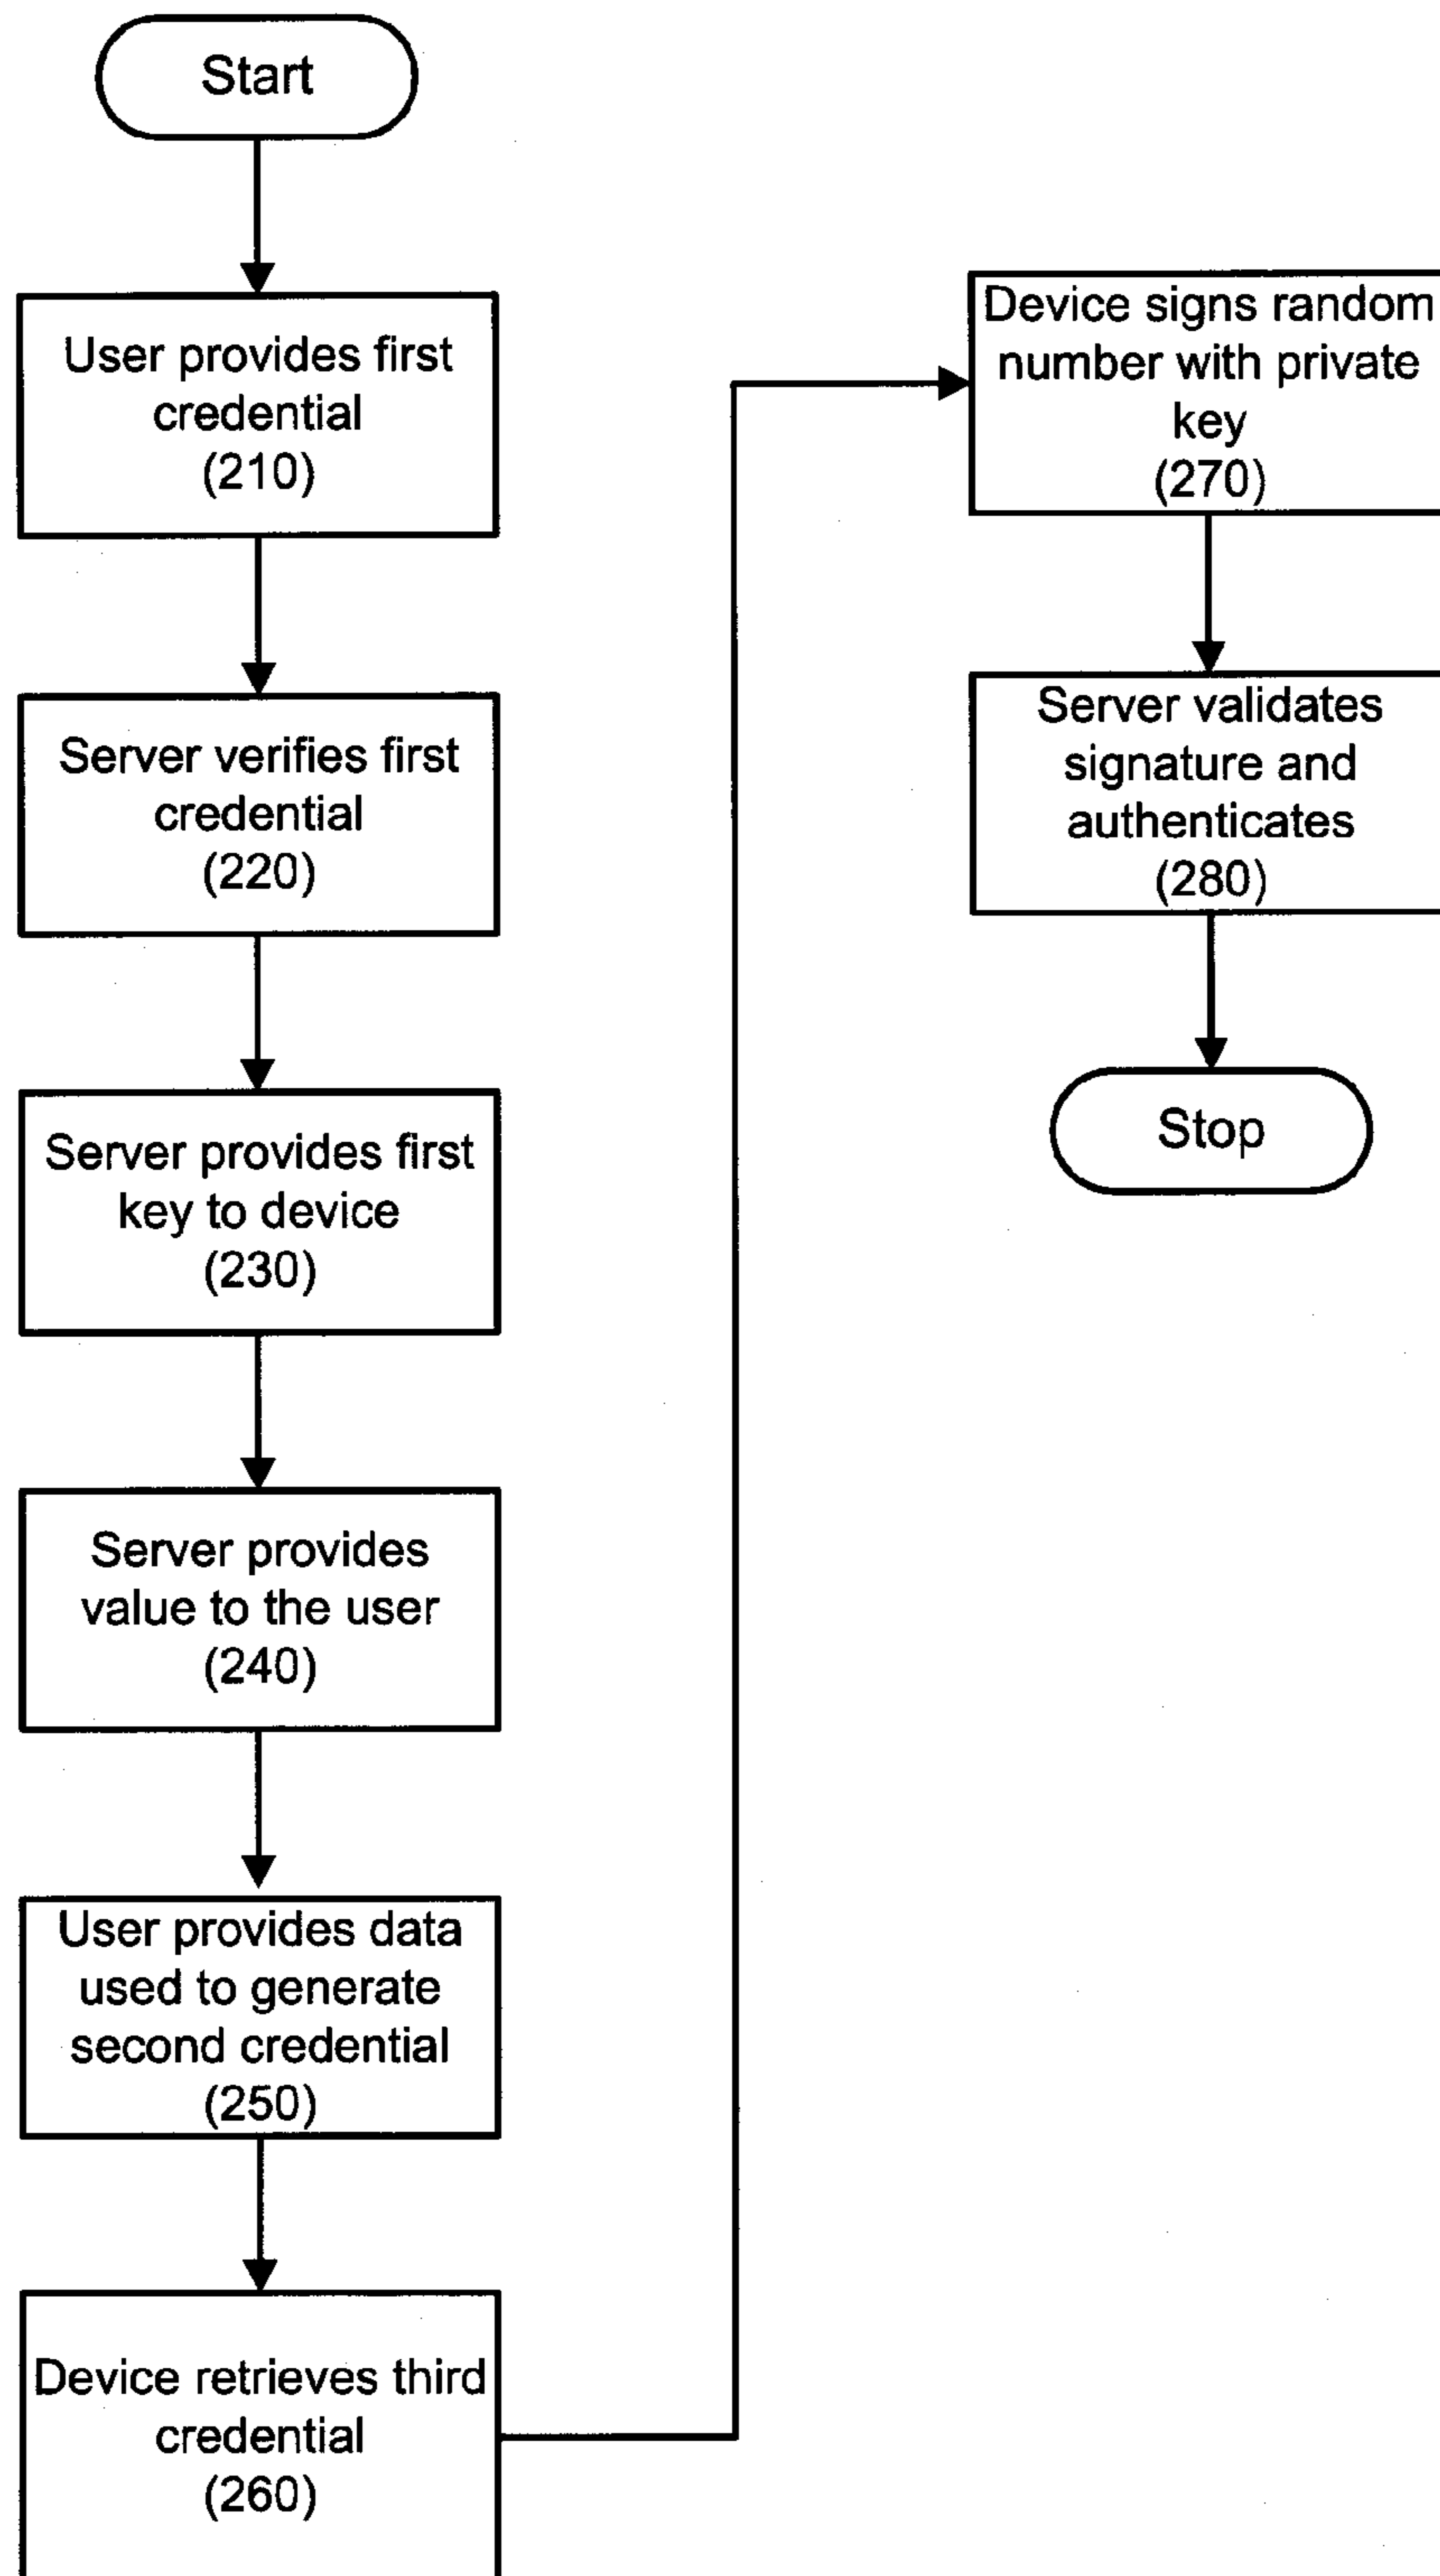 Start
User provides first
credential
(210)
Server verifies first
credential
(220)
Server provides first
key to device
(230)
Server provides
value to the user
(240)
User provides data
used to generate
second credential
(250)
Device retrieves third
credential
(260)
Device signs random
number with private
key
(270)
Server validates
signature and
authenticates
(280)
Stop